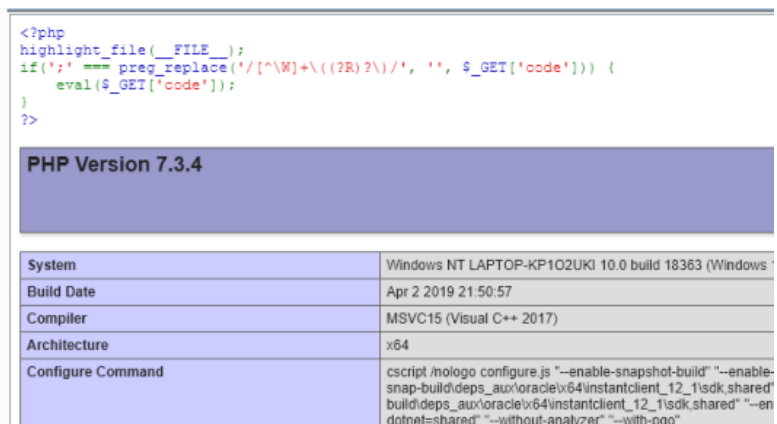 <?php
highlight_file(__FILE__);
if(';' === preg_replace('/[^\W]+\((?R)?\)/', '', $_GET['code'])) {
    eval($_GET['code']);
}
?>
PHP Version 7.3.4
System Windows NT LAPTOP-KP1O2UKI 10.0 build 18363 (Windows
Build Date Apr 2 2019 21:50:57
Compiler MSVC15 (Visual C++ 2017)
Architecture x64
Configure Command cscript /nologo configure.js "--enable-snapshot-build" "--enable-
snap-build\deps_aux\oracle\x64\instantclient_12_1\sdk,shared"
build\deps_aux\oracle\x64\instantclient_12_1\sdk,shared" "--en
dotnet=shared" "--without-analyzer" "--with-pgo"